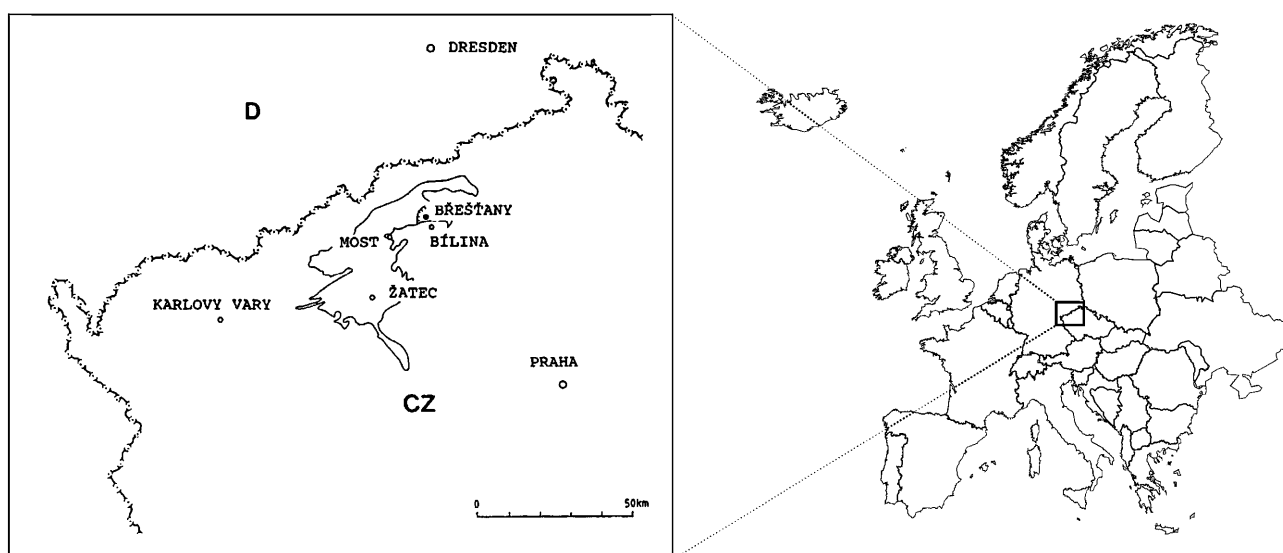 DRESDEN
D
BŘEŠŤANY
MOST
BÍLINA
ŽATEC
KARLOVY VARY
PRAHA
CZ
0 50km